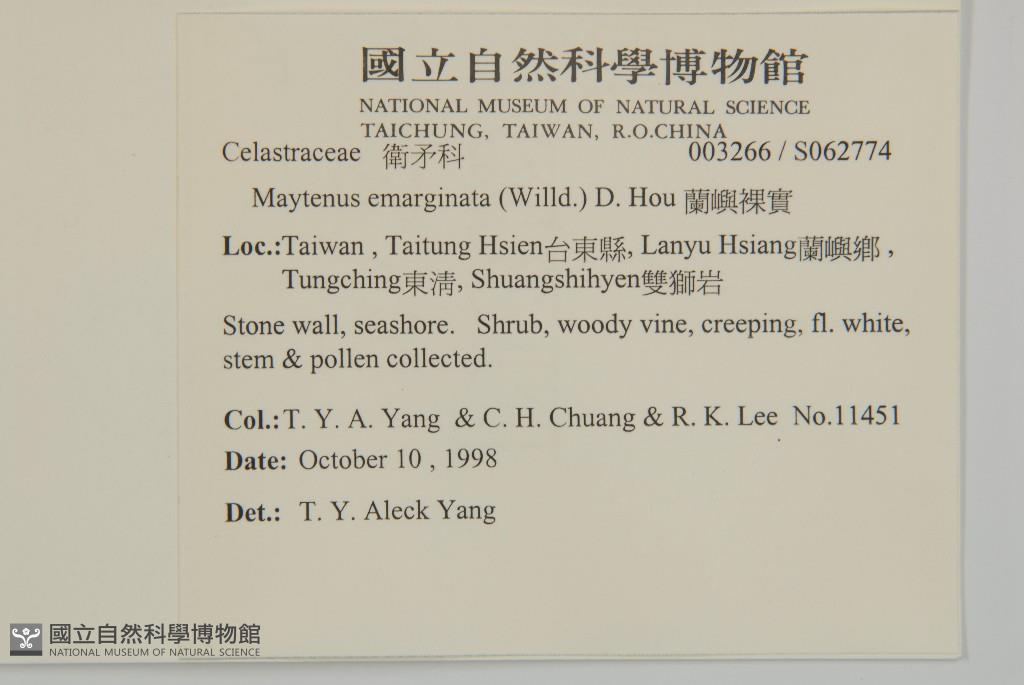 國立自然科學博物館
NATIONAL MUSEUM OF NATURAL SCIENCE
TAICHUNG, TAIWAN, R.O.CHINA
Celastraceae 衛矛科 003266 / S062774
Maytenus emarginata (Willd.) D. Hou 蘭嶼裸實
Loc.:Taiwan , Taitung Hsien台東縣, Lanyu Hsiang蘭嶼鄉 ,
Tungching東淸, Shuangshihyen雙獅岩
Stone wall, seashore. Shrub, woody vine, creeping, fl. white,
stem & pollen collected.
Col.:T. Y. A. Yang & C. H. Chuang & R. K. Lee No.11451
Date: October 10 , 1998
Det.: T. Y. Aleck Yang
國立自然科學博物館
NATIONAL MUSEUM OF NATURAL SCIENCE